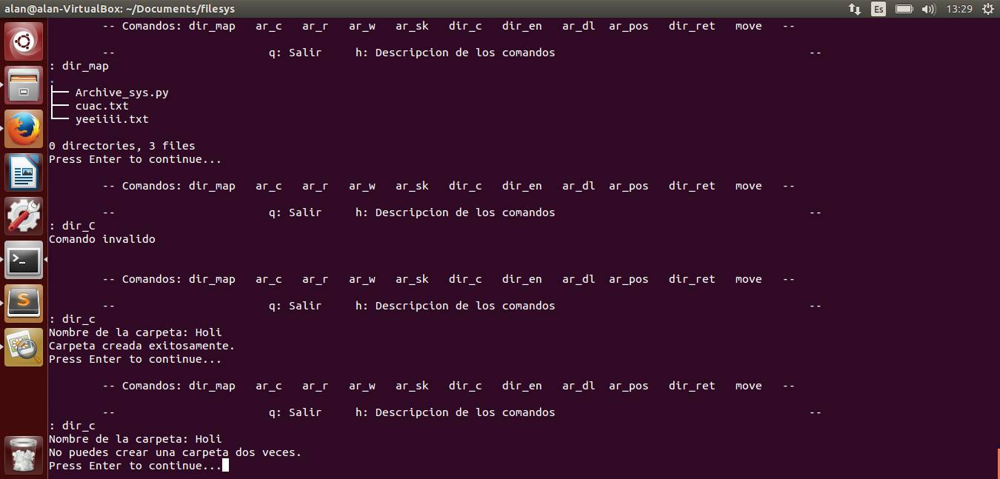 alan@alan-VirtualBox: ~/Documents/filesys Es 13:29
-- Comandos: dir_map ar_c ar_r ar_w ar_sk dir_c dir_en ar_dl ar_pos dir_ret move --
-- q: Salir h: Descripcion de los comandos --
: dir_map
.
├── Archive_sys.py
├── cuac.txt
└── yeeiiii.txt
0 directories, 3 files
Press Enter to continue...
-- Comandos: dir_map ar_c ar_r ar_w ar_sk dir_c dir_en ar_dl ar_pos dir_ret move --
-- q: Salir h: Descripcion de los comandos --
: dir_C
Comando invalido
-- Comandos: dir_map ar_c ar_r ar_w ar_sk dir_c dir_en ar_dl ar_pos dir_ret move --
-- q: Salir h: Descripcion de los comandos --
: dir_c
Nombre de la carpeta: Holi
Carpeta creada exitosamente.
Press Enter to continue...
-- Comandos: dir_map ar_c ar_r ar_w ar_sk dir_c dir_en ar_dl ar_pos dir_ret move --
-- q: Salir h: Descripcion de los comandos --
: dir_c
Nombre de la carpeta: Holi
No puedes crear una carpeta dos veces.
Press Enter to continue...